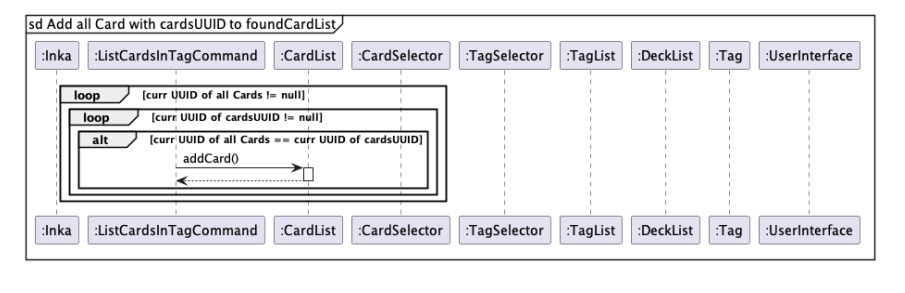 sd Add all Card with cardsUUID to foundCardList
:Inka :ListCardsInTagCommand :CardList :CardSelector :TagSelector :TagList :DeckList :Tag :UserInterface
loop [curr UUID of all Cards != null]
loop [curr UUID of cardsUUID != null]
alt [curr UUID of all Cards == curr UUID of cardsUUID]
addCard()
:Inka :ListCardsInTagCommand :CardList :CardSelector :TagSelector :TagList :DeckList :Tag :UserInterface